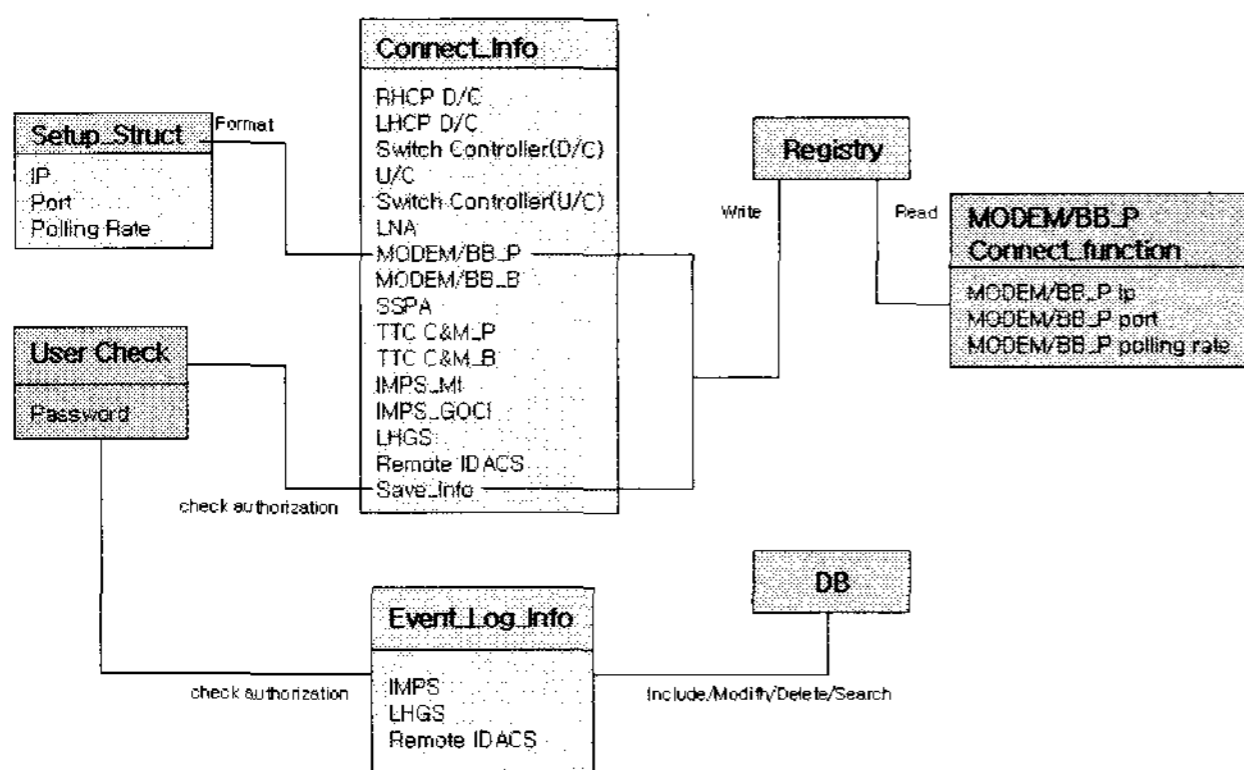 Connect_Info
RHCP D/C
LHCP D/C
Switch Controller(D/C)
U/C
Switch Controller(U/C)
LNA
MODEM/BB_P
MODEM/BB_B
SSPA
TTC C&M_P
TTC C&M_B
IMPS_MI
IMPS_GOCI
LHGS
Remote IDACS
Save_Info
Setup_Struct
Format
IP
Port
Polling Rate
User Check
Password
check authorization
Registry
Write
Read
MODEM/BB_P
Connect_function
MODEM/BB_P ip
MODEM/BB_P port
MODEM/BB_P polling rate
Event_Log_Info
IMPS
LHGS
Remote IDACS
check authorization
DB
Include/Modify/Delete/Search